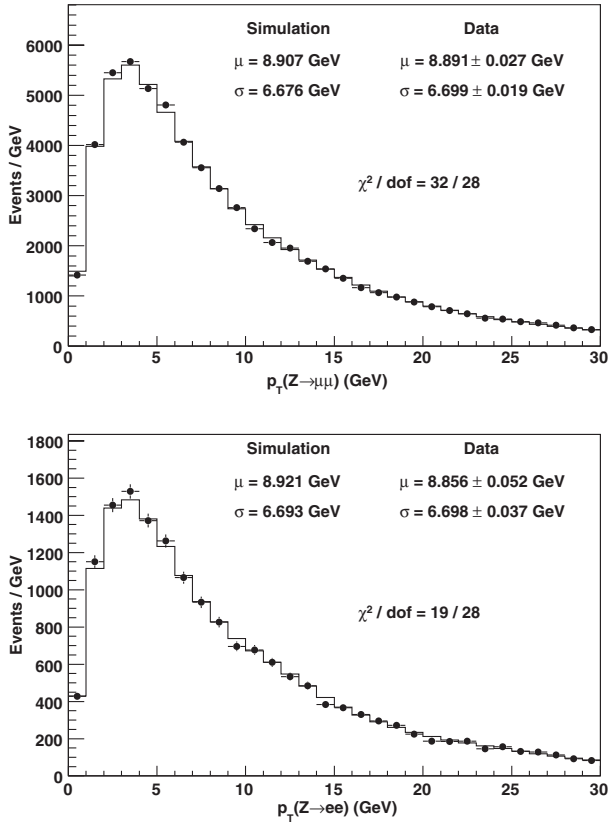 Simulation Data
μ = 8.907 GeV μ = 8.891 ± 0.027 GeV
σ = 6.676 GeV σ = 6.699 ± 0.019 GeV
χ² / dof = 32 / 28
Events / GeV
6000
5000
4000
3000
2000
1000
0
0 5 10 15 20 25 30
p_T(Z→μμ) (GeV)
Simulation Data
μ = 8.921 GeV μ = 8.856 ± 0.052 GeV
σ = 6.693 GeV σ = 6.698 ± 0.037 GeV
χ² / dof = 19 / 28
Events / GeV
1800
1600
1400
1200
1000
800
600
400
200
0
0 5 10 15 20 25 30
p_T(Z→ee) (GeV)